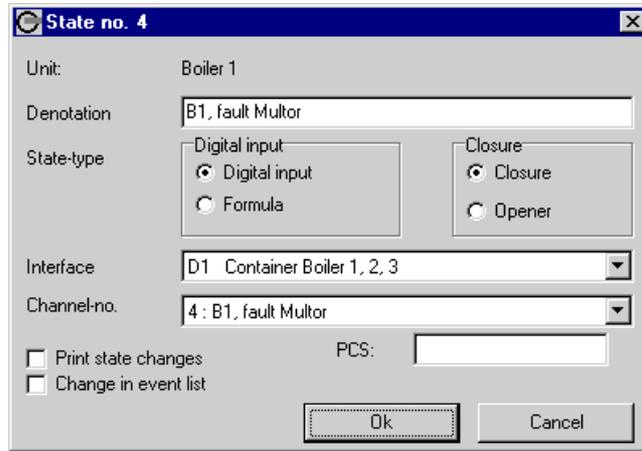 State no. 4
Unit: Boiler 1
Denotation B1, fault Multor
State-type
Digital input
Digital input
Formula
Closure
Closure
Opener
Interface D1 Container Boiler 1, 2, 3
Channel-no. 4 : B1, fault Multor
Print state changes
PCS:
Change in event list
Ok Cancel